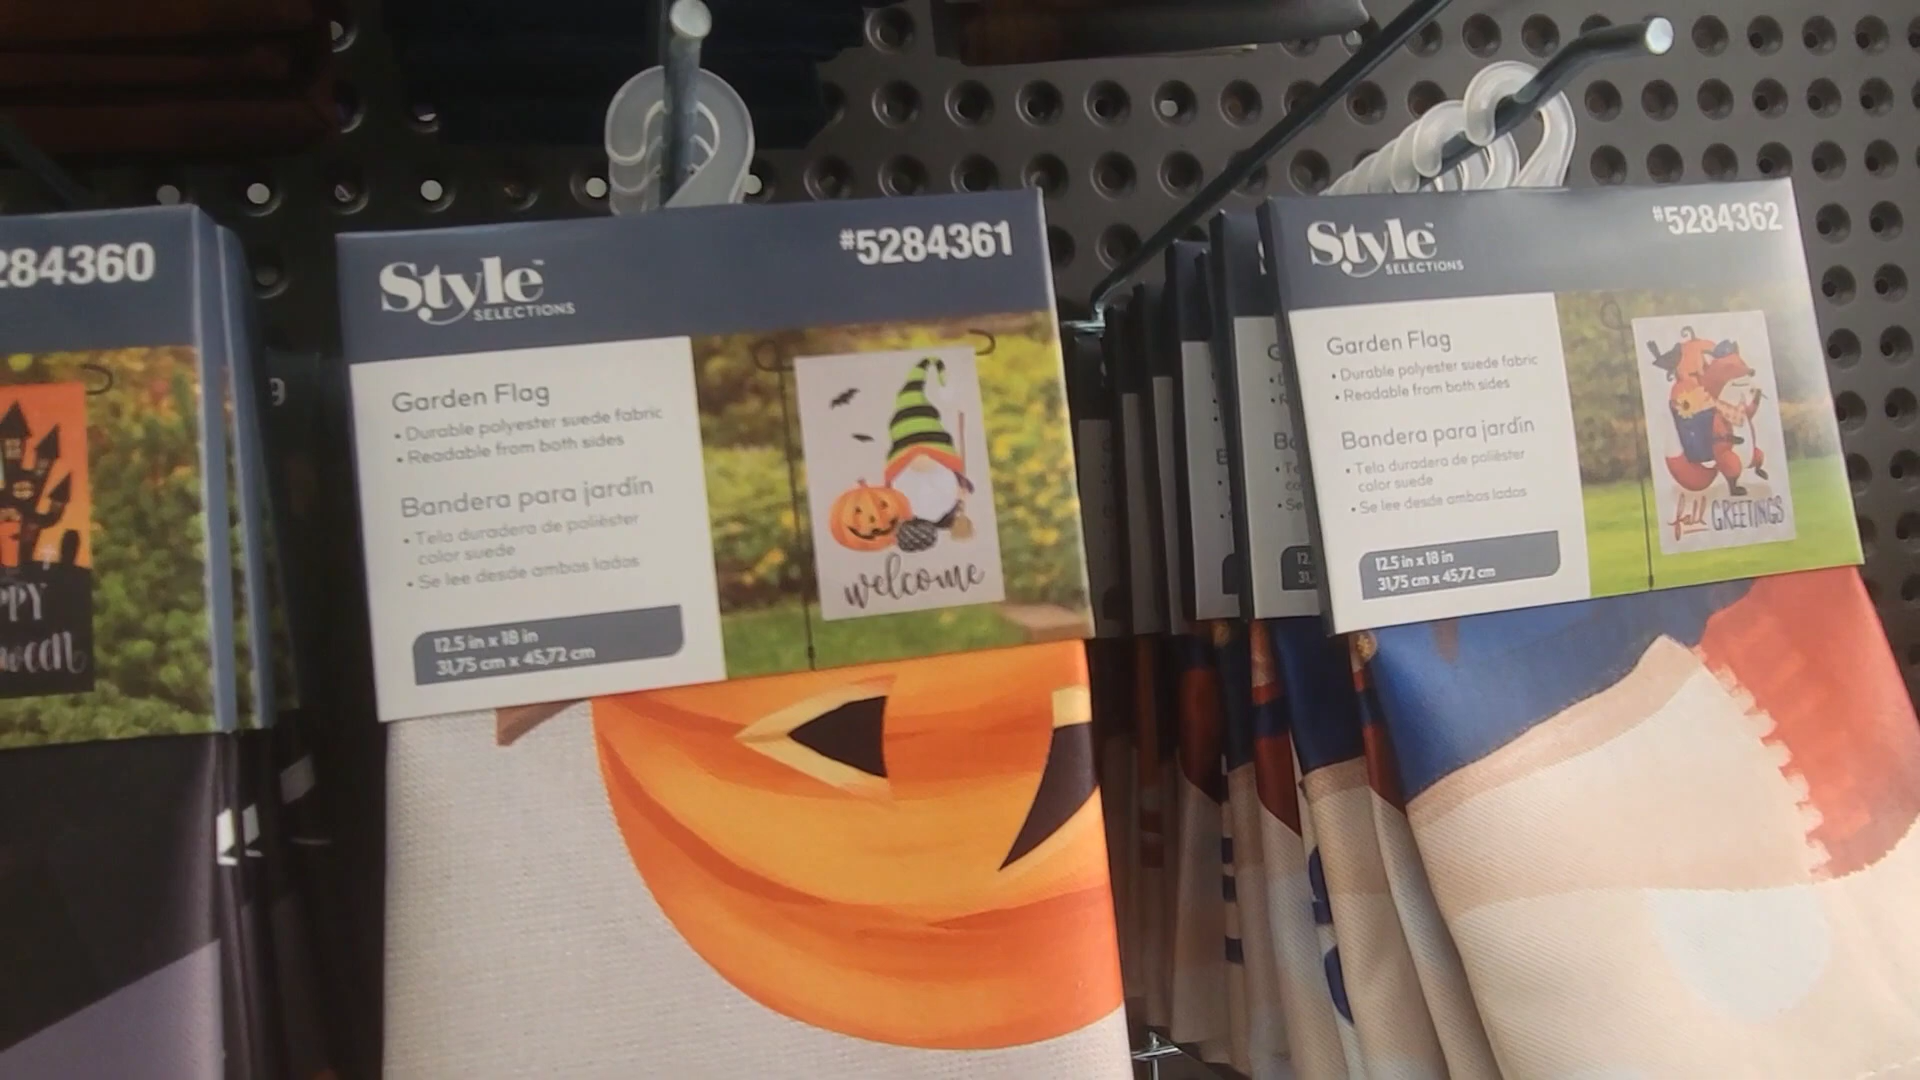 284360
PPY
ween
Style™
SELECTIONS
#5284361
Garden Flag
• Durable polyester suede fabric
• Readable from both sides
Bandera para jardín
• Tela duradera de poliéster
color suede
• Se lee desde ambos lados
12.5 in x 18 in
31,75 cm x 45,72 cm
welcome
Style™
SELECTIONS
#5284362
Garden Flag
• Durable polyester suede fabric
• Readable from both sides
Bandera para jardín
• Tela duradera de poliéster
color suede
• Se lee desde ambos lados
12.5 in x 18 in
31,75 cm x 45,72 cm
fall GREETINGS